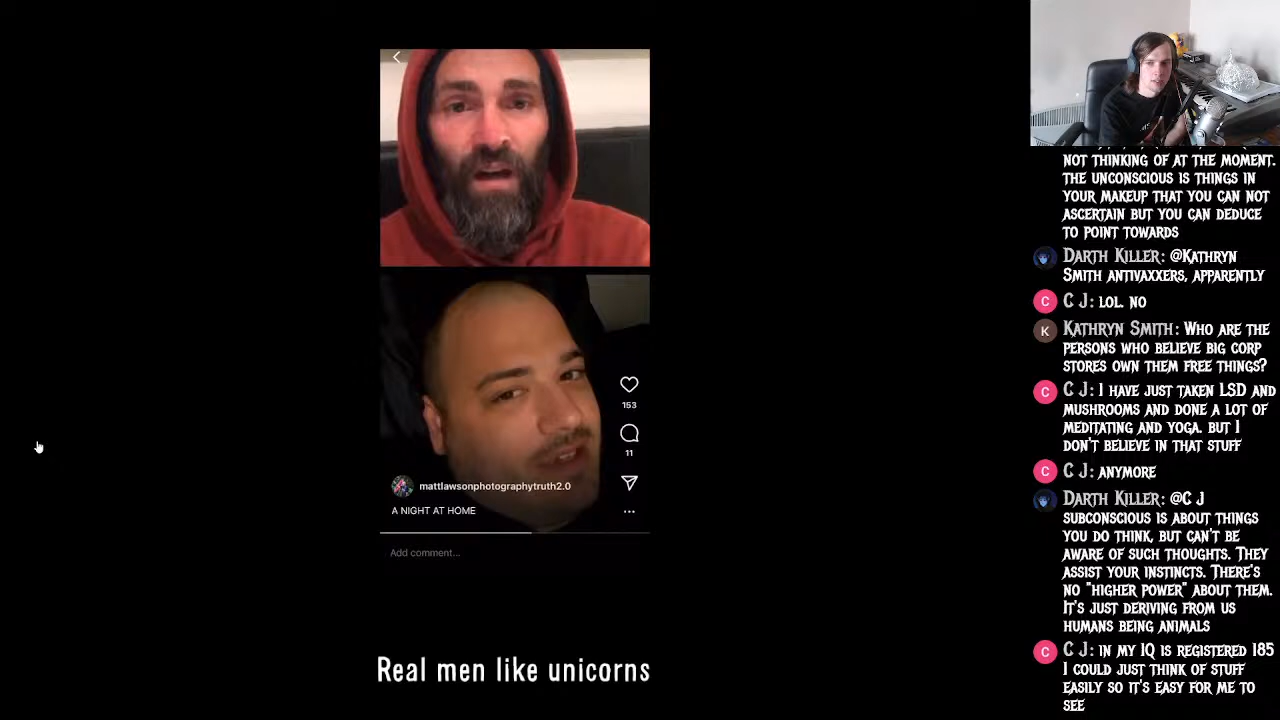 153
11
mattlawsonphotographytruth2.0
A NIGHT AT HOME
Add comment...
Real men like unicorns
NOT THINKING OF AT THE MOMENT.
THE UNCONSCIOUS IS THINGS IN
YOUR MAKEUP THAT YOU CAN NOT
ASCERTAIN BUT YOU CAN DEDUCE
TO POINT TOWARDS
DARTH KILLER: @KATHRYN
SMITH ANTIVAXXERS, APPARENTLY
C
C J: LOL. NO
K
KATHRYN SMITH: WHO ARE THE
PERSONS WHO BELIEVE BIG CORP
STORES OWN THEM FREE THINGS?
C
C J: I HAVE JUST TAKEN LSD AND
MUSHROOMS AND DONE A LOT OF
MEDITATING AND YOGA. BUT I
DON'T BELIEVE IN THAT STUFF
C
C J: ANYMORE
DARTH KILLER: @C J
SUBCONSCIOUS IS ABOUT THINGS
YOU DO THINK, BUT CAN'T BE
AWARE OF SUCH THOUGHTS. THEY
ASSIST YOUR INSTINCTS. THERE'S
NO "HIGHER POWER" ABOUT THEM.
IT'S JUST DERIVING FROM US
HUMANS BEING ANIMALS
C
C J: IN MY IQ IS REGISTERED 185
I COULD JUST THINK OF STUFF
EASILY SO IT'S EASY FOR ME TO
SEE